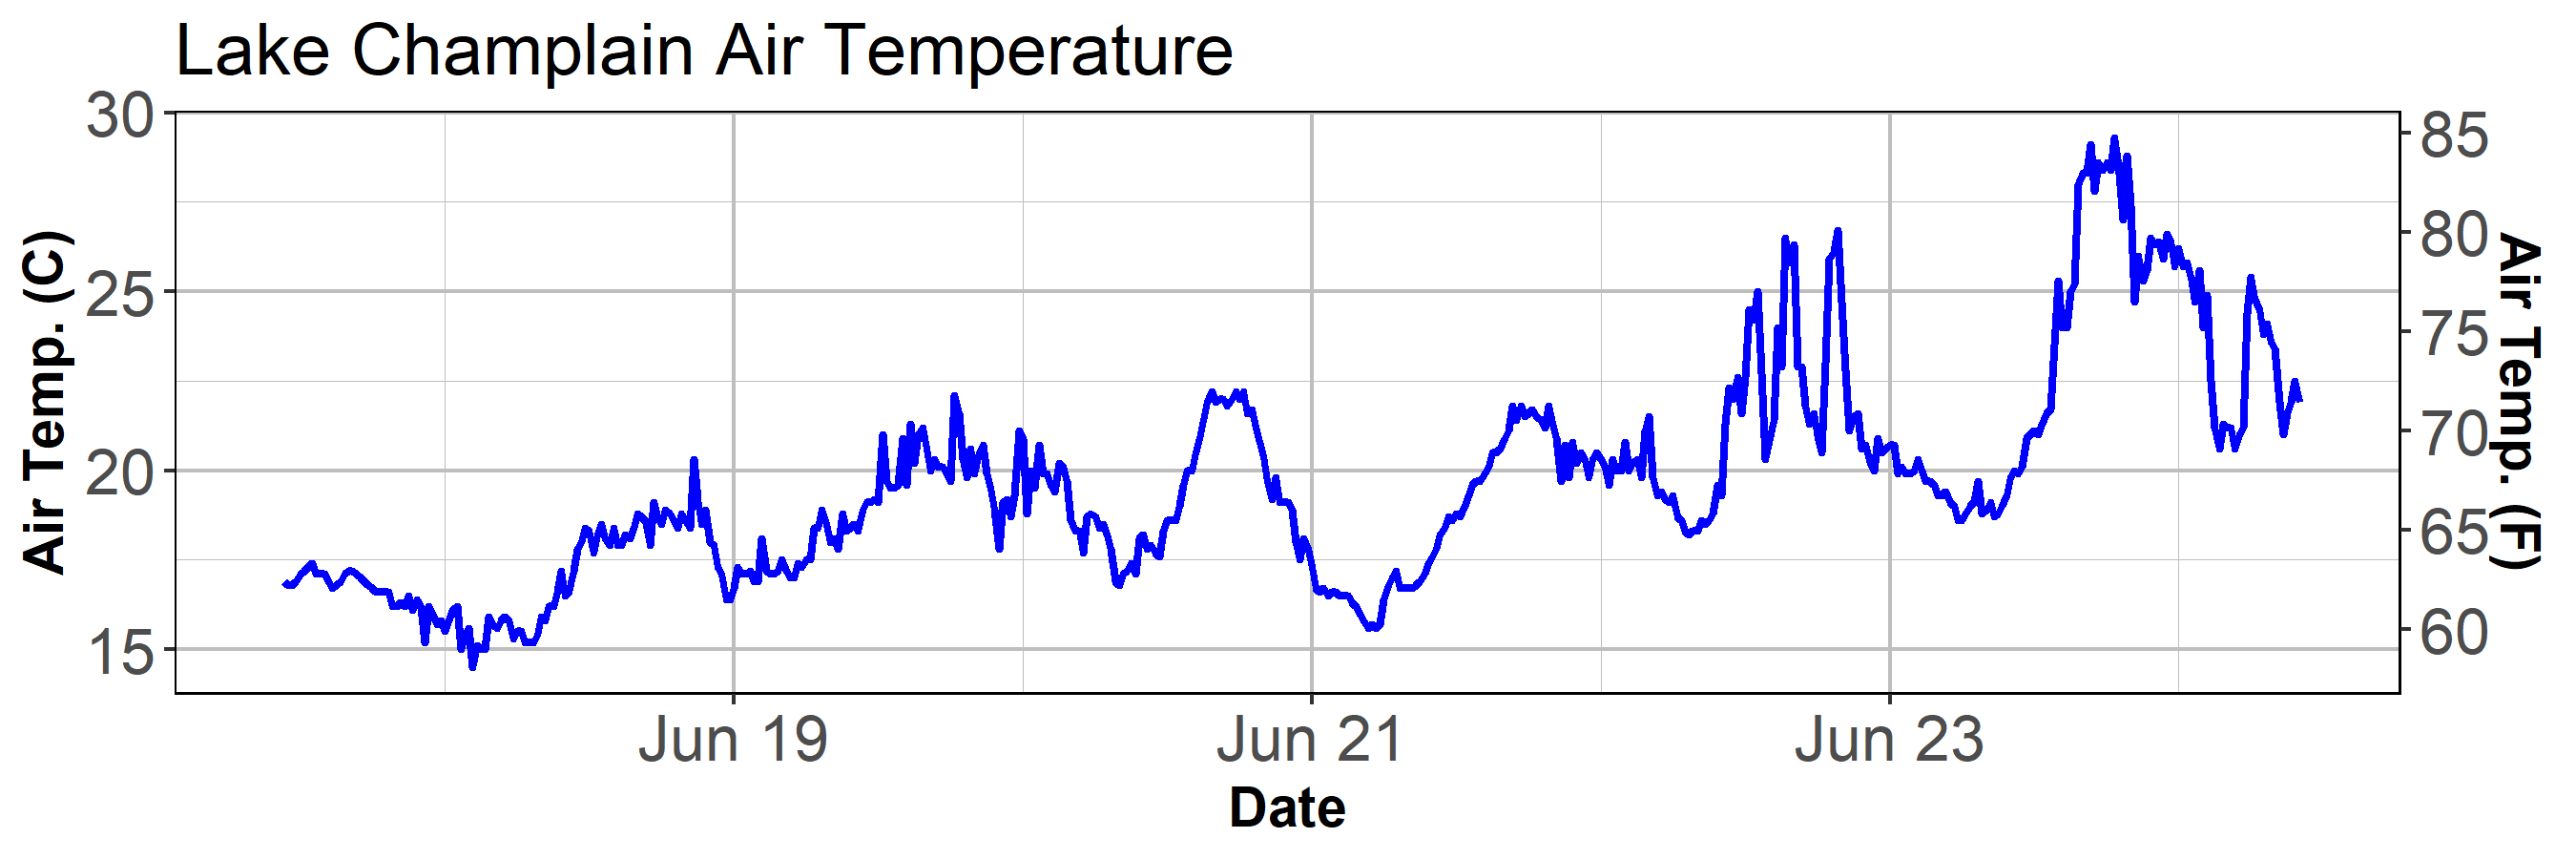 Lake Champlain Air Temperature
Air Temp. (C)
30
25
20
15
85
80
75
70
65
60
Air Temp. (F)
Jun 19
Jun 21
Jun 23
Date